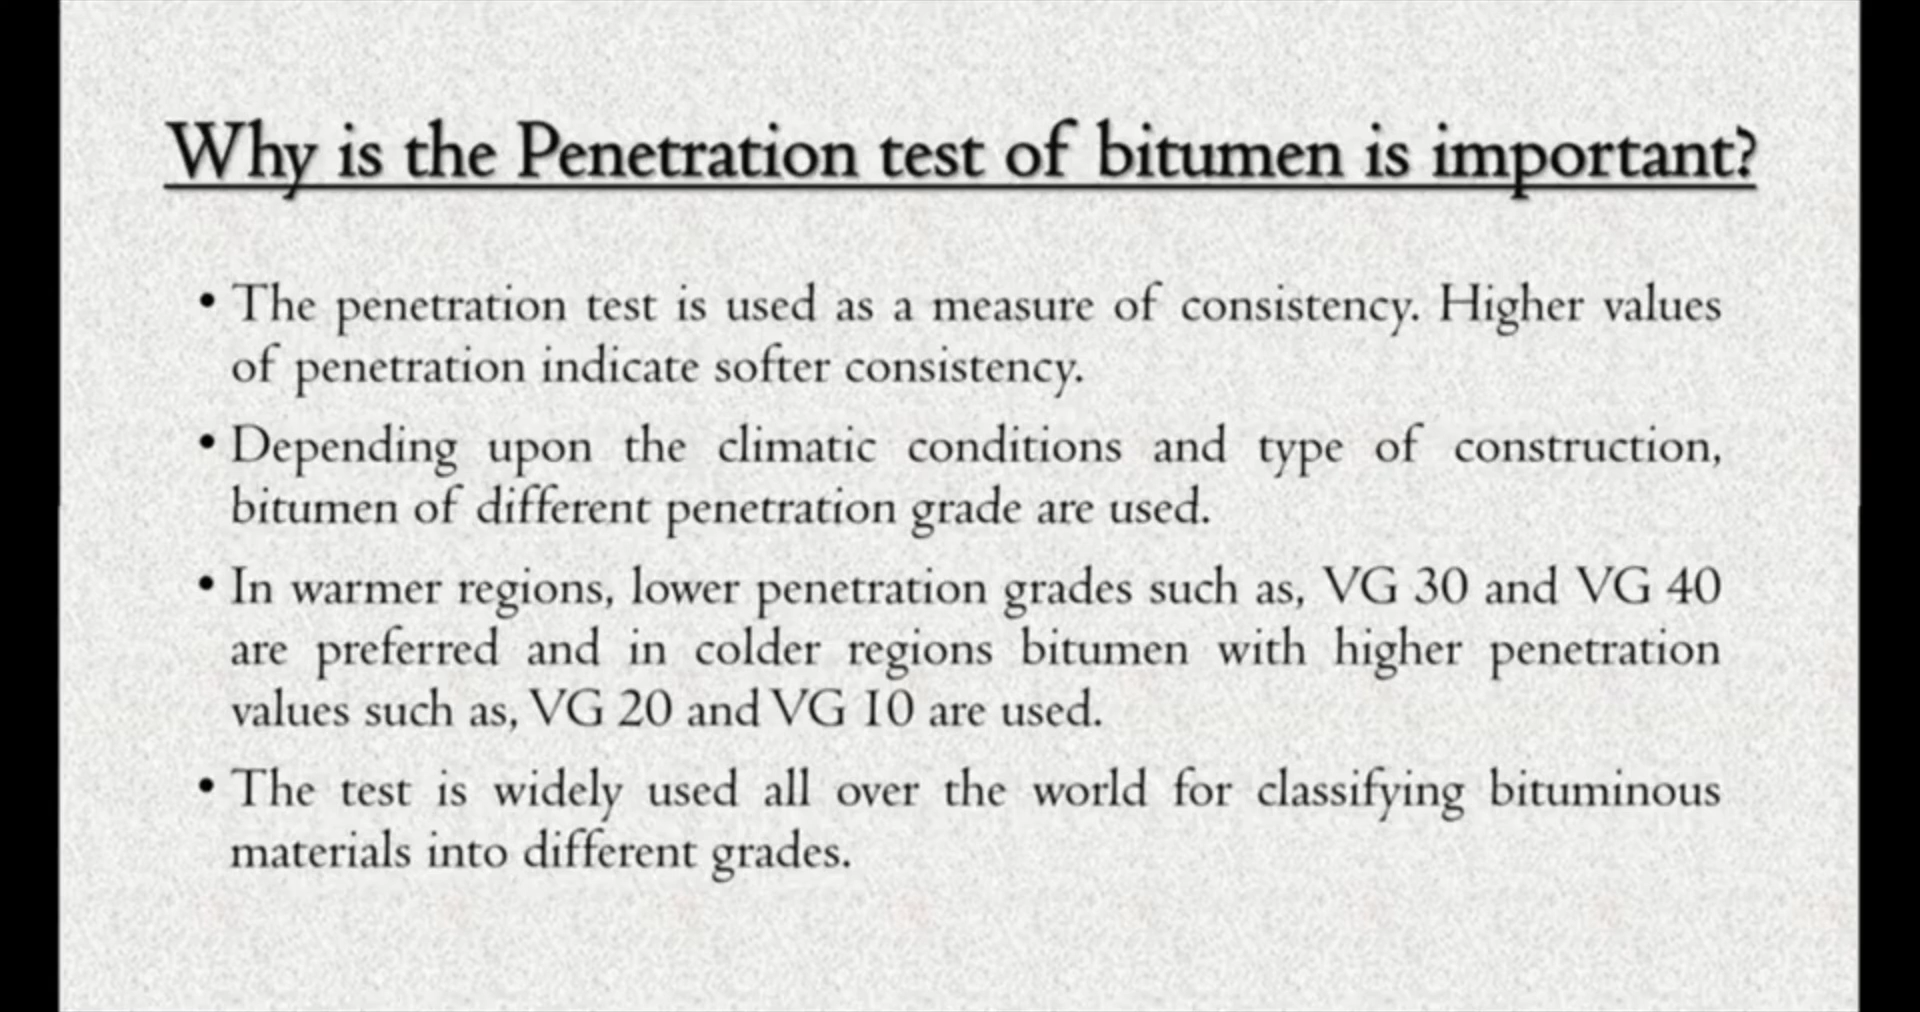 Why is the Penetration test of bitumen is important?
• The penetration test is used as a measure of consistency. Higher values
of penetration indicate softer consistency.
• Depending upon the climatic conditions and type of construction,
bitumen of different penetration grade are used.
• In warmer regions, lower penetration grades such as, VG 30 and VG 40
are preferred and in colder regions bitumen with higher penetration
values such as, VG 20 and VG 10 are used.
• The test is widely used all over the world for classifying bituminous
materials into different grades.